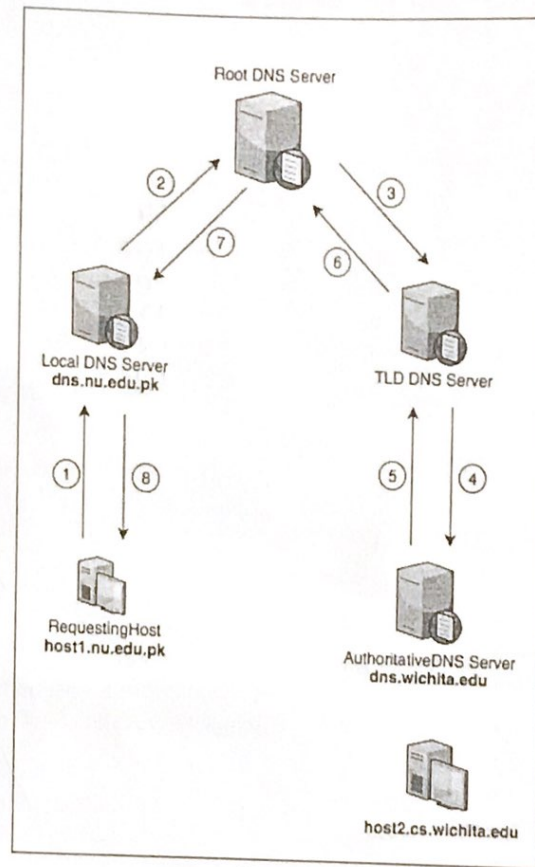 Root DNS Server
2
3
7
6
Local DNS Server
dns.nu.edu.pk
TLD DNS Server
1
8
5
4
RequestingHost
host1.nu.edu.pk
AuthoritativeDNS Server
dns.wichita.edu
host2.cs.wichita.edu